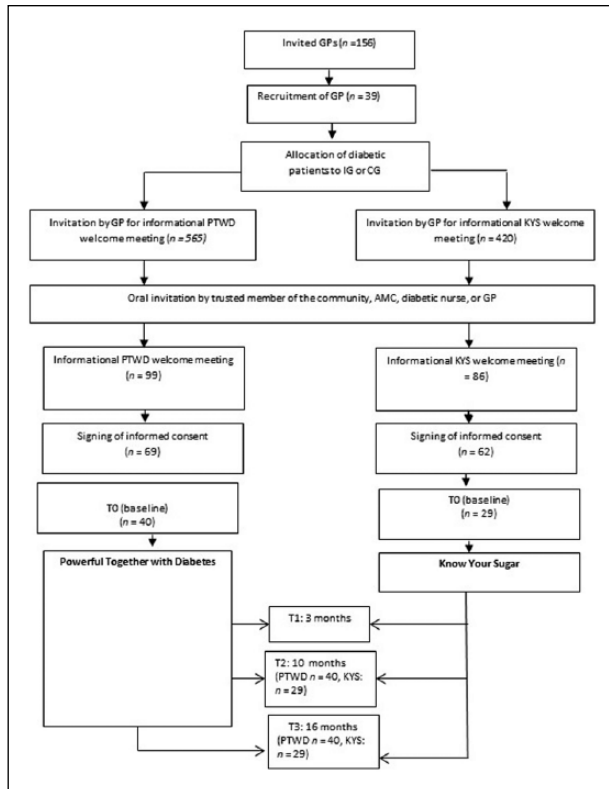 Invited GPs (n =156)
Recruitment of GP (n = 39)
Allocation of diabetic
patients to IG or CG
Invitation by GP for informational PTWD
welcome meeting (n =565)
Invitation by GP for informational KYS welcome
meeting (n =420)
Oral invitation by trusted member of the community, AMC, diabetic nurse, or GP
Informational PTWD welcome meeting
(n = 99)
Informational KYS welcome meeting (n
= 86)
Signing of informed consent
(n = 69)
Signing of informed consent
(n = 62)
T0 (baseline)
(n = 40)
T0 (baseline)
(n = 29)
Powerful Together with Diabetes
Know Your Sugar
T1: 3 months
T2: 10 months
(PTWD n = 40, KYS:
n = 29)
T3: 16 months
(PTWD n = 40, KYS:
n = 29)